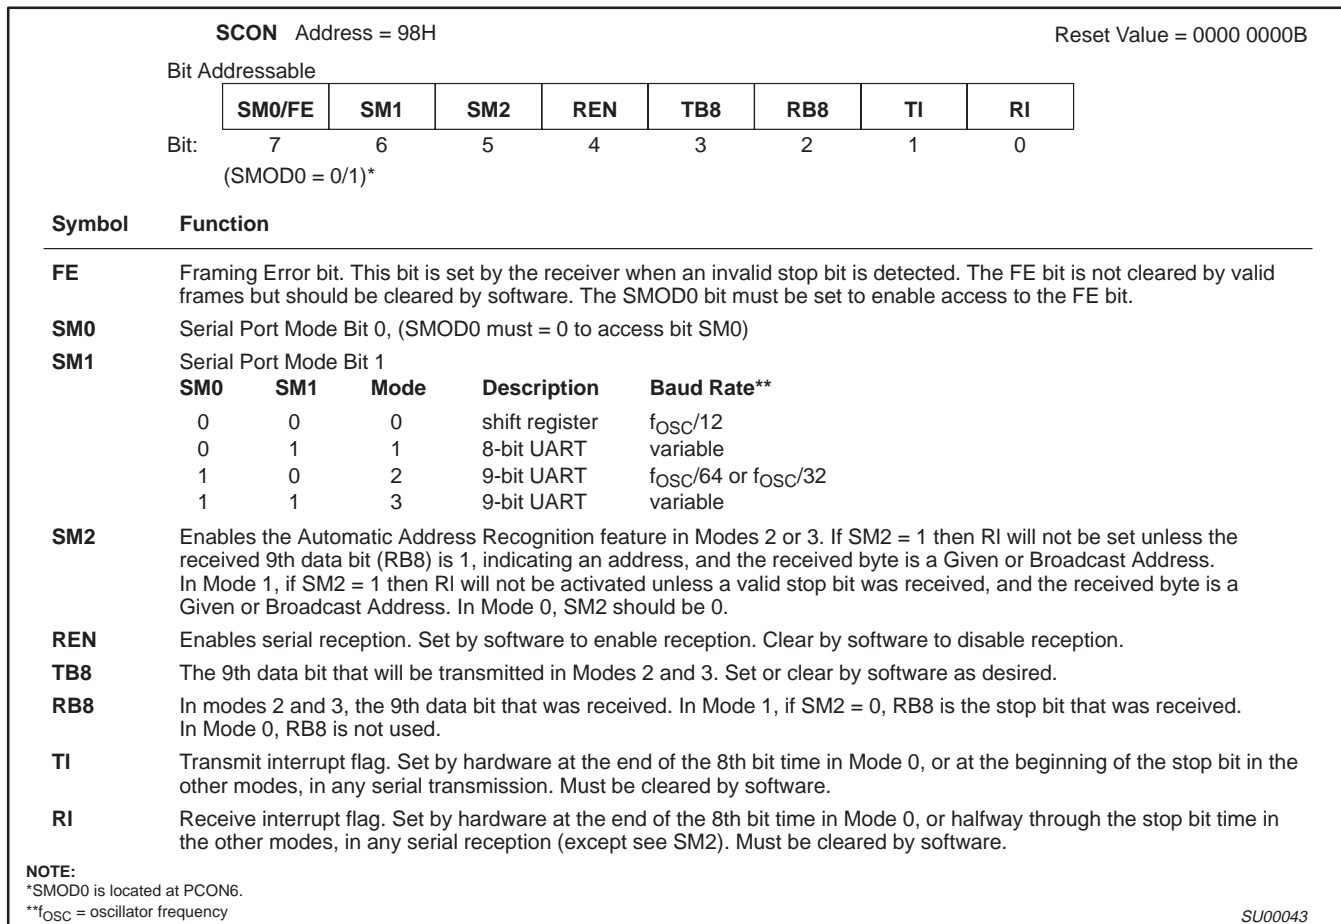 SCON Address = 98H Reset Value = 0000 0000B
Bit Addressable
SM0/FE SM1 SM2 REN TB8 RB8 TI RI
Bit: 7 6 5 4 3 2 1 0
(SMOD0 = 0/1)*
Symbol Function
FE Framing Error bit. This bit is set by the receiver when an invalid stop bit is detected. The FE bit is not cleared by valid
frames but should be cleared by software. The SMOD0 bit must be set to enable access to the FE bit.
SM0 Serial Port Mode Bit 0, (SMOD0 must = 0 to access bit SM0)
SM1 Serial Port Mode Bit 1
SM0 SM1 Mode Description Baud Rate**
0 0 0 shift register fOSC/12
0 1 1 8-bit UART variable
1 0 2 9-bit UART fOSC/64 or fOSC/32
1 1 3 9-bit UART variable
SM2 Enables the Automatic Address Recognition feature in Modes 2 or 3. If SM2 = 1 then RI will not be set unless the
received 9th data bit (RB8) is 1, indicating an address, and the received byte is a Given or Broadcast Address.
In Mode 1, if SM2 = 1 then RI will not be activated unless a valid stop bit was received, and the received byte is a
Given or Broadcast Address. In Mode 0, SM2 should be 0.
REN Enables serial reception. Set by software to enable reception. Clear by software to disable reception.
TB8 The 9th data bit that will be transmitted in Modes 2 and 3. Set or clear by software as desired.
RB8 In modes 2 and 3, the 9th data bit that was received. In Mode 1, if SM2 = 0, RB8 is the stop bit that was received.
In Mode 0, RB8 is not used.
TI Transmit interrupt flag. Set by hardware at the end of the 8th bit time in Mode 0, or at the beginning of the stop bit in the
other modes, in any serial transmission. Must be cleared by software.
RI Receive interrupt flag. Set by hardware at the end of the 8th bit time in Mode 0, or halfway through the stop bit time in
the other modes, in any serial reception (except see SM2). Must be cleared by software.
NOTE:
*SMOD0 is located at PCON6.
**fOSC = oscillator frequency SU00043